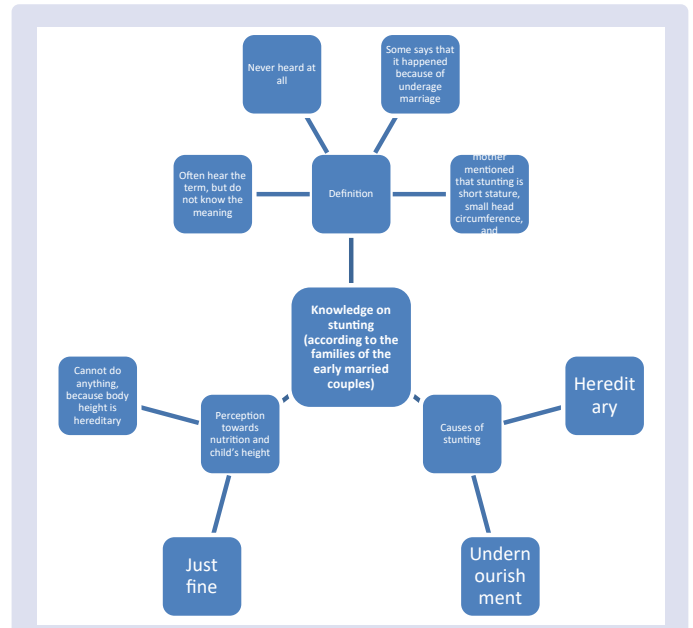 Never heard at
all
Some says that
it happened
because of
underage
marriage
Often hear the
term, but do
not know the
meaning
Definition
mother
mentioned
that stunting is
short stature,
small head
circumference,
and
Knowledge on
stunting
(according to the
families of the
early married
couples)
Cannot do
anything,
because body
height is
hereditary
Perception
towards
nutrition and
child's height
Causes of
stunting
Heredit
ary
Just
fine
Undern
ourish
ment